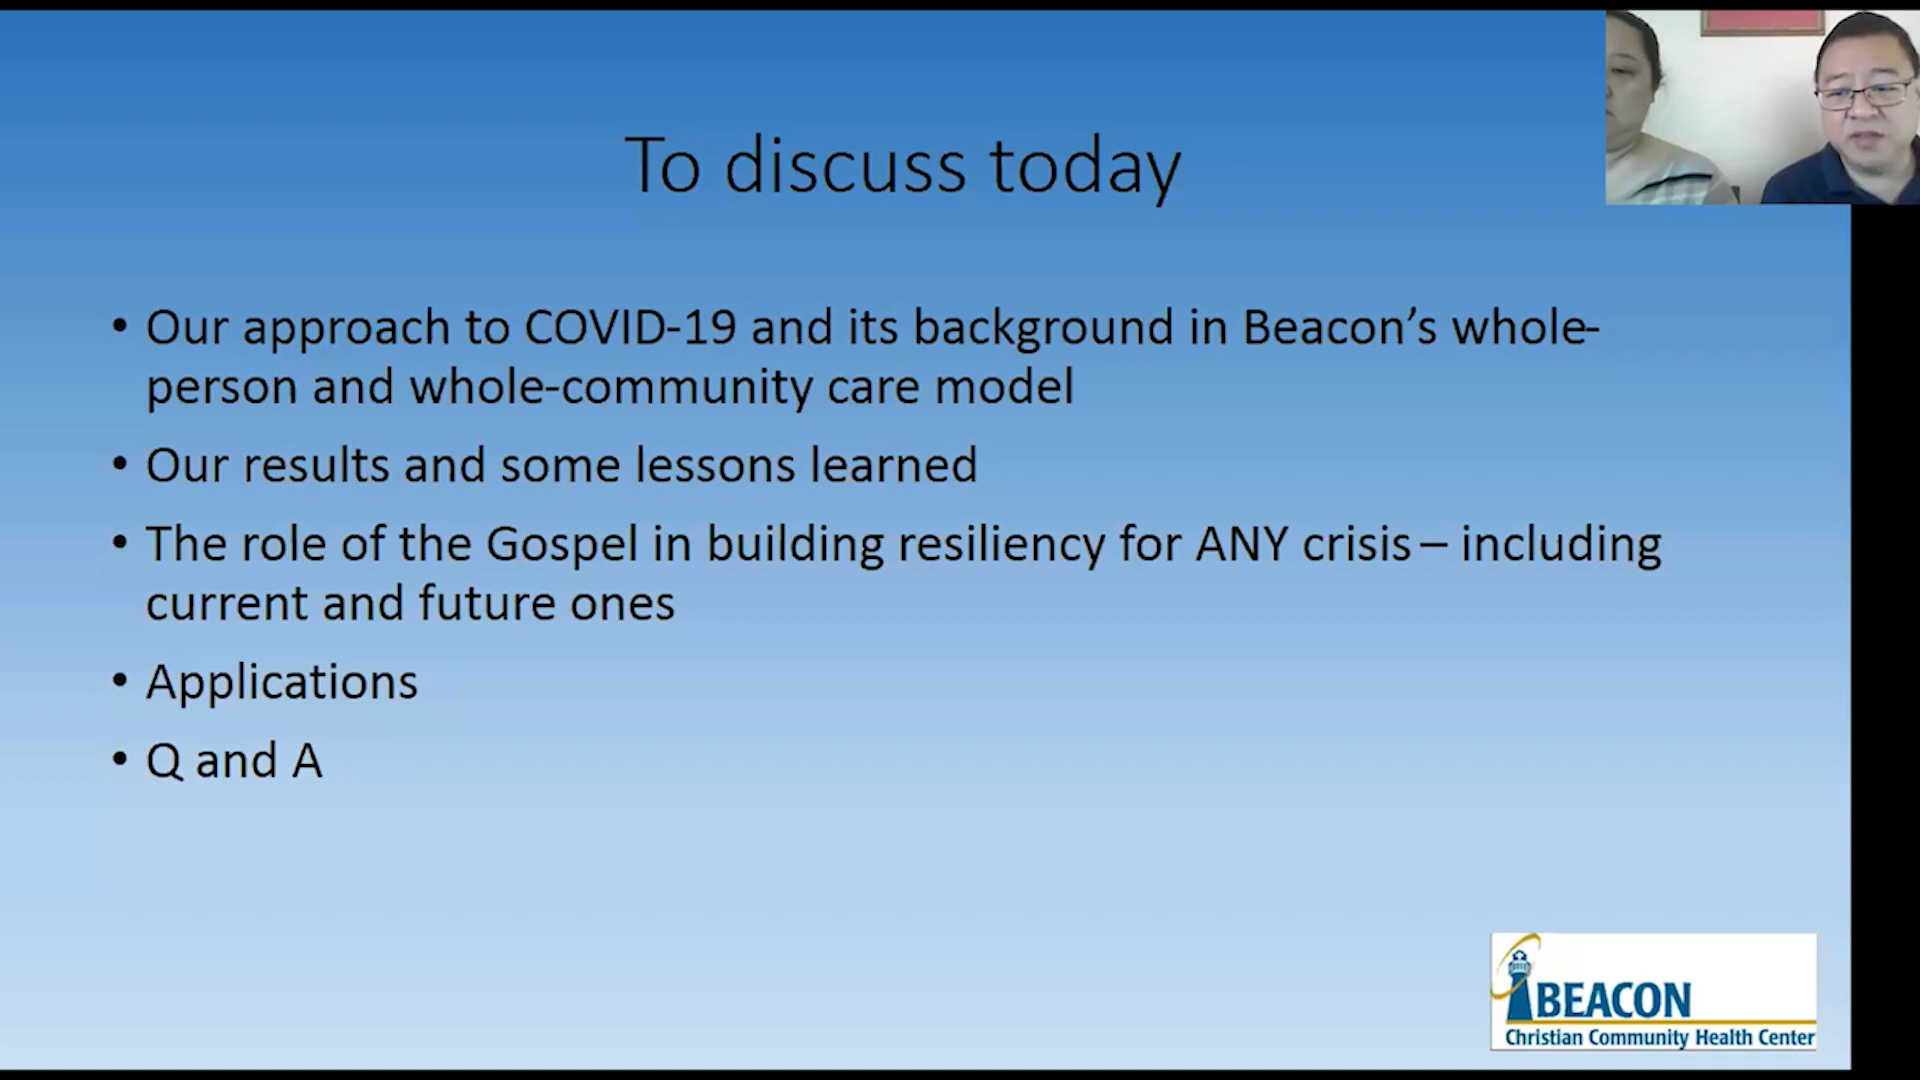 To discuss today
• Our approach to COVID-19 and its background in Beacon’s whole-
person and whole-community care model
• Our results and some lessons learned
• The role of the Gospel in building resiliency for ANY crisis – including
current and future ones
• Applications
• Q and A
BEACON
Christian Community Health Center